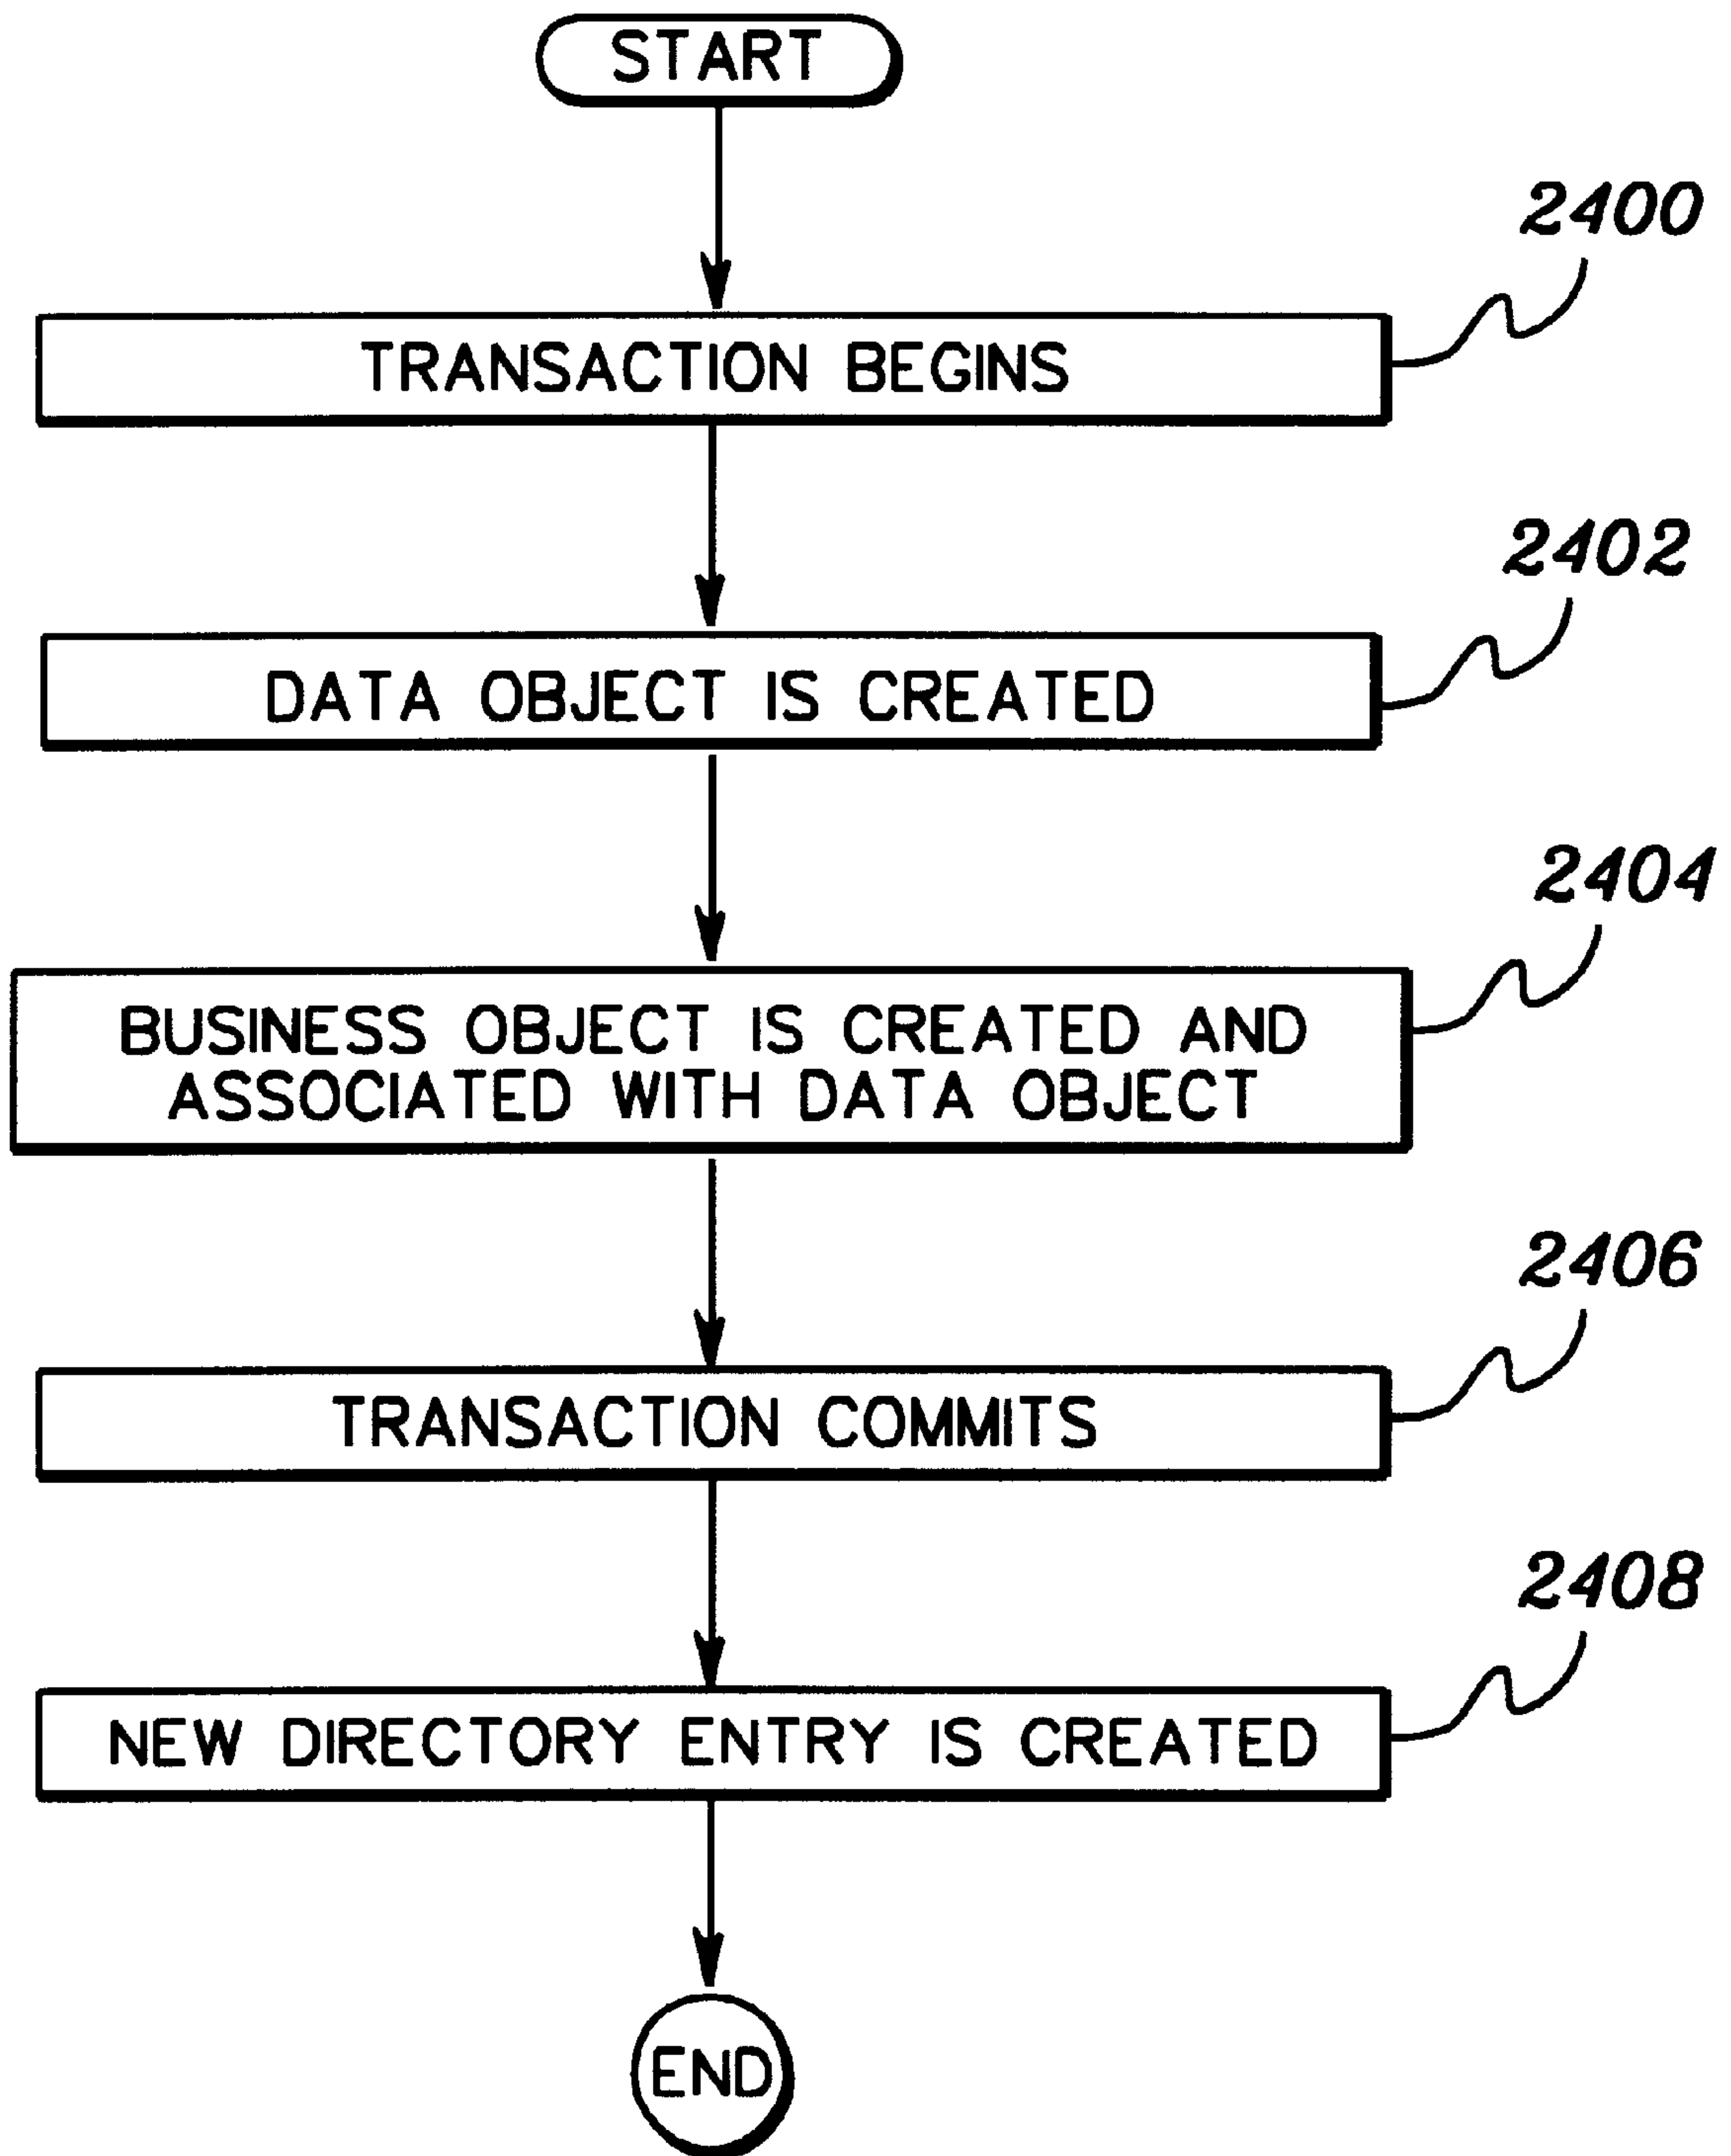 START
2400
TRANSACTION BEGINS
2402
DATA OBJECT IS CREATED
2404
BUSINESS OBJECT IS CREATED AND
ASSOCIATED WITH DATA OBJECT
2406
TRANSACTION COMMITS
2408
NEW DIRECTORY ENTRY IS CREATED
END